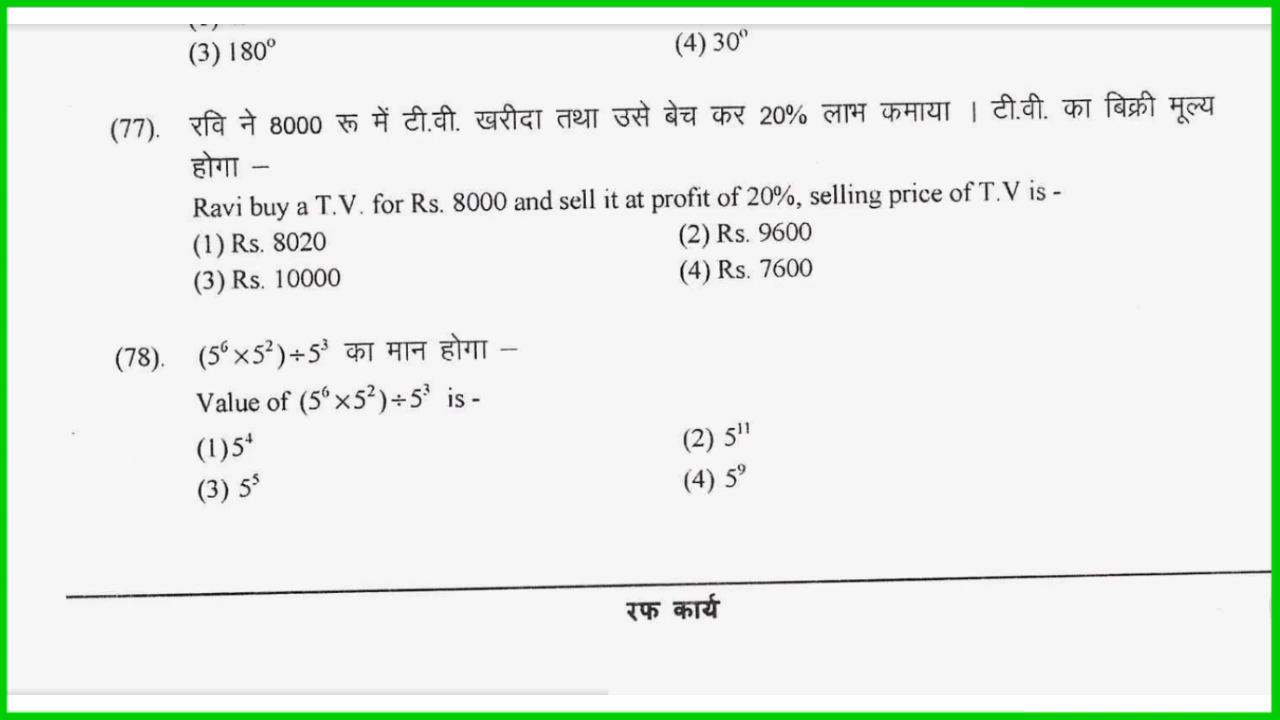 (3) 180° (4) 30°
(77). रवि ने 8000 रू में टी.वी. खरीदा तथा उसे बेच कर 20% लाभ कमाया । टी.वी. का बिक्री मूल्य
होगा –
Ravi buy a T.V. for Rs. 8000 and sell it at profit of 20%, selling price of T.V is -
(1) Rs. 8020 (2) Rs. 9600
(3) Rs. 10000 (4) Rs. 7600
(78). (5⁶×5²)÷5³ का मान होगा –
Value of (5⁶×5²)÷5³ is -
(1) 5⁴ (2) 5¹¹
(3) 5⁵ (4) 5⁹
रफ कार्य